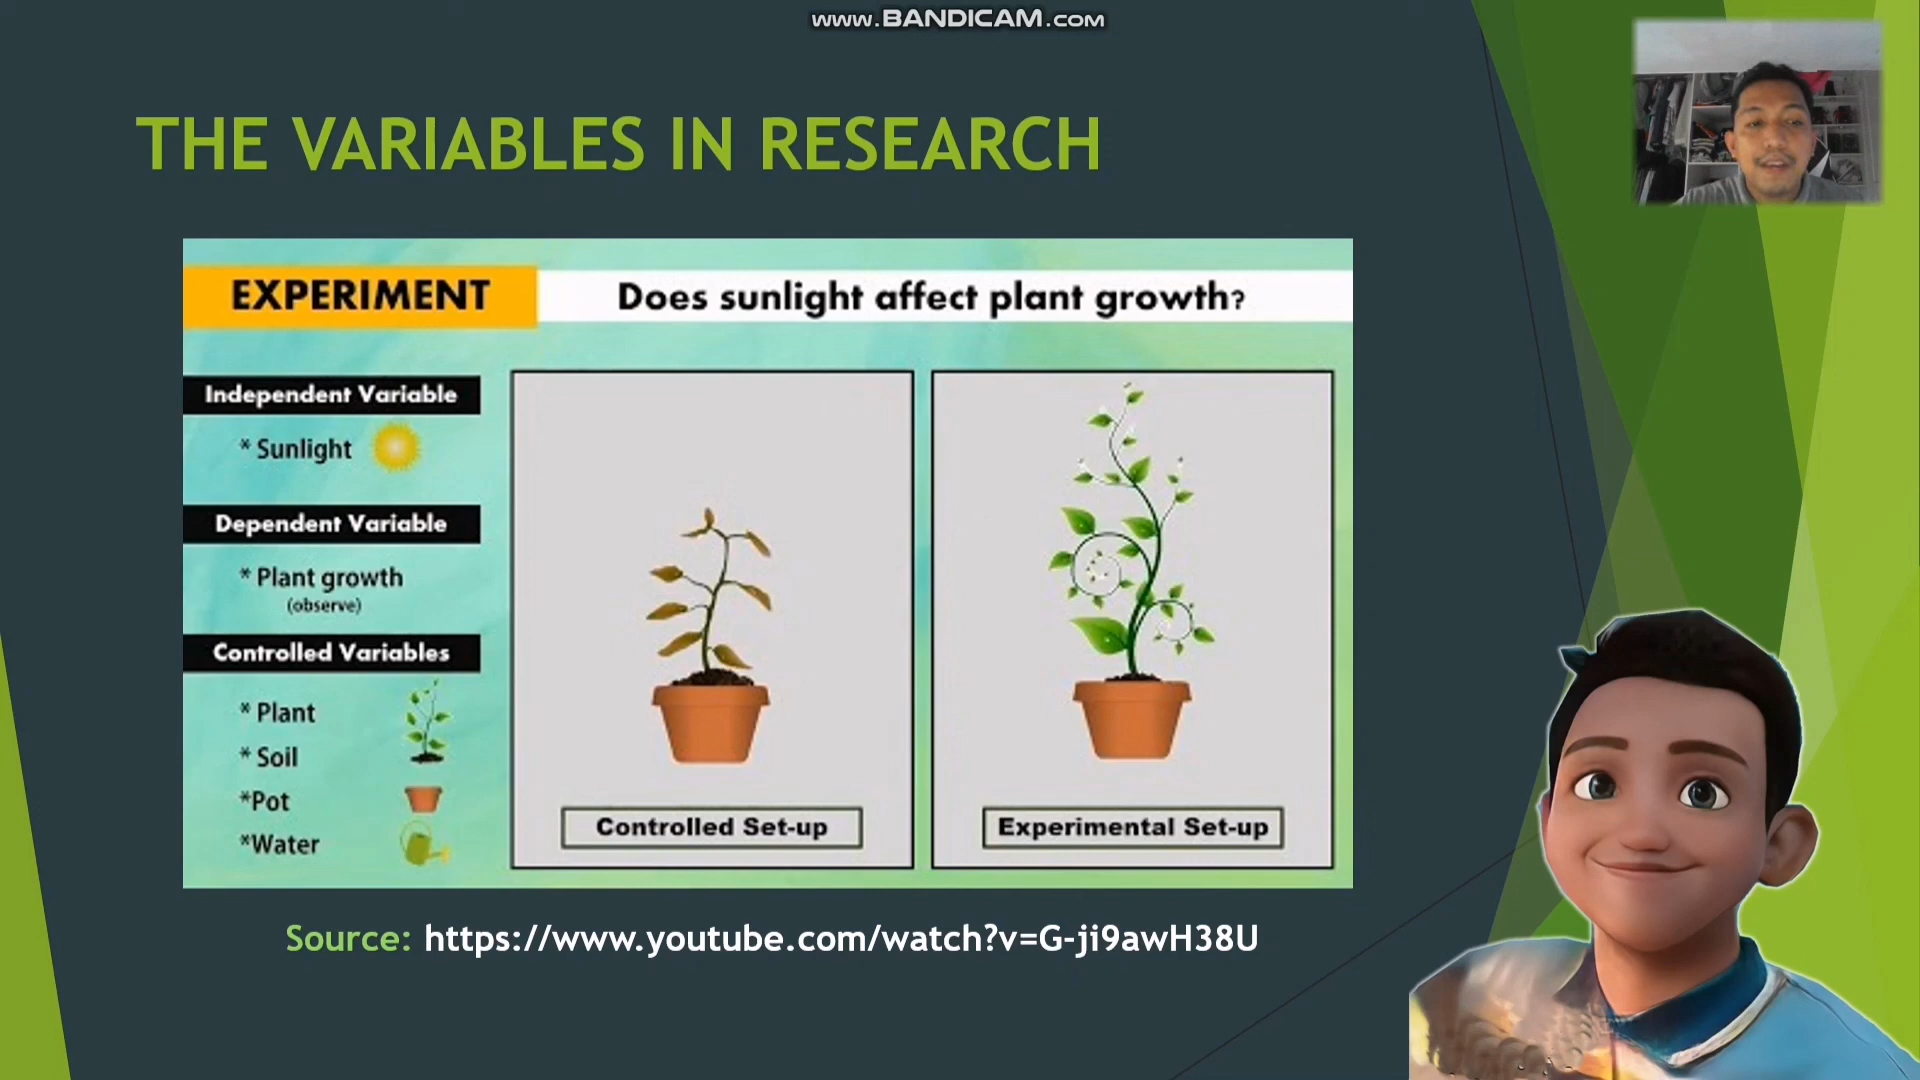 www.BANDICAM.com
THE VARIABLES IN RESEARCH
EXPERIMENT
Does sunlight affect plant growth?
Independent Variable
* Sunlight
Dependent Variable
* Plant growth
(observe)
Controlled Variables
* Plant
* Soil
*Pot
*Water
Controlled Set-up
Experimental Set-up
Source: https://www.youtube.com/watch?v=G-ji9awH38U